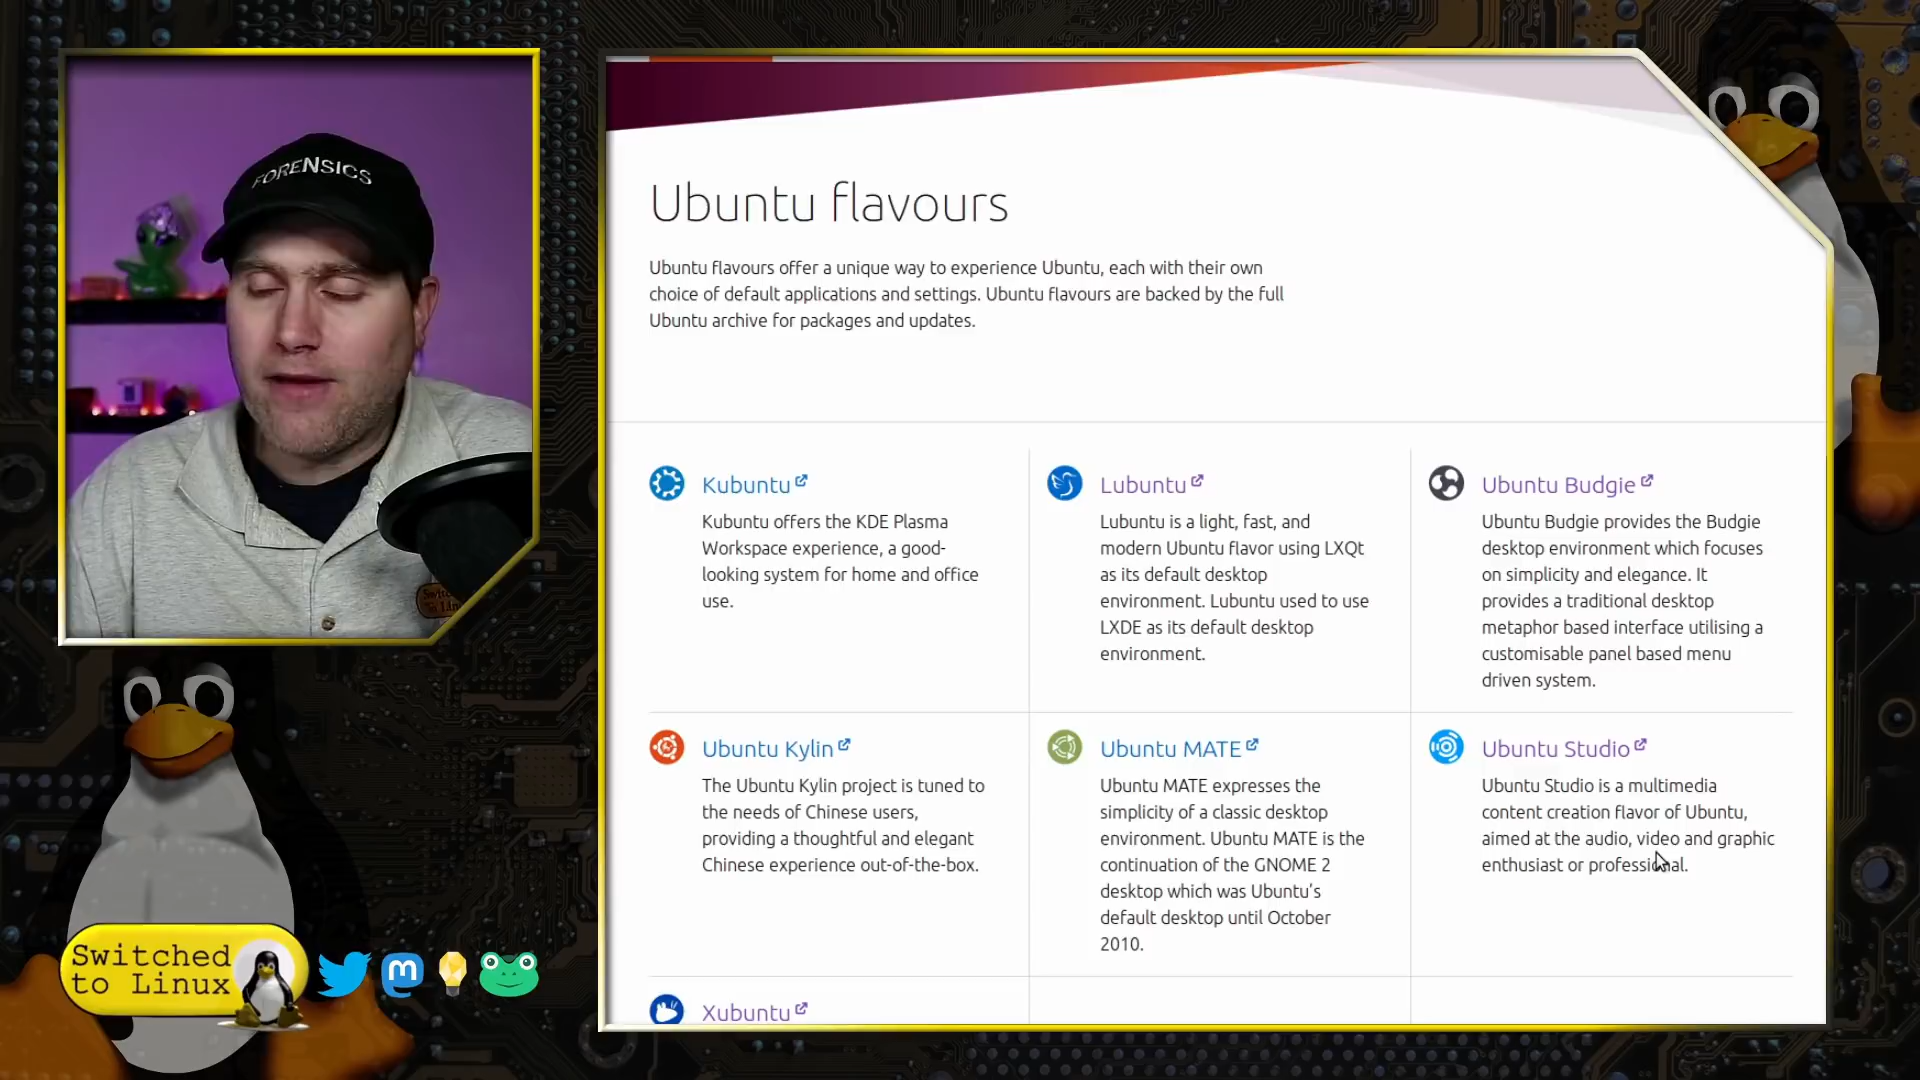 FORENSICS
Switched
to Linux
Ubuntu flavours
Ubuntu flavours offer a unique way to experience Ubuntu, each with their own
choice of default applications and settings. Ubuntu flavours are backed by the full
Ubuntu archive for packages and updates.
Kubuntu
Kubuntu offers the KDE Plasma
Workspace experience, a good-
looking system for home and office
use.
Lubuntu
Lubuntu is a light, fast, and
modern Ubuntu flavor using LXQt
as its default desktop
environment. Lubuntu used to use
LXDE as its default desktop
environment.
Ubuntu Budgie
Ubuntu Budgie provides the Budgie
desktop environment which focuses
on simplicity and elegance. It
provides a traditional desktop
metaphor based interface utilising a
customisable panel based menu
driven system.
Ubuntu Kylin
The Ubuntu Kylin project is tuned to
the needs of Chinese users,
providing a thoughtful and elegant
Chinese experience out-of-the-box.
Ubuntu MATE
Ubuntu MATE expresses the
simplicity of a classic desktop
environment. Ubuntu MATE is the
continuation of the GNOME 2
desktop which was Ubuntu's
default desktop until October
2010.
Ubuntu Studio
Ubuntu Studio is a multimedia
content creation flavor of Ubuntu,
aimed at the audio, video and graphic
enthusiast or professional.
Xubuntu
Switched
to Linux
m